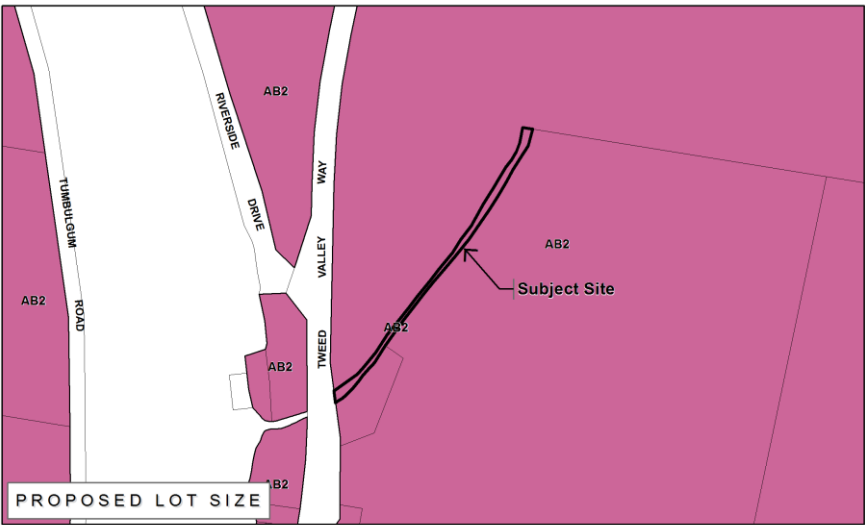 AB2
RIVERSIDE
DRIVE
WAY
VALLEY
TWEED
TUMBULGUM
ROAD
AB2
Subject Site
AB2
AB2
AB2
AB2
PROPOSED LOT SIZE